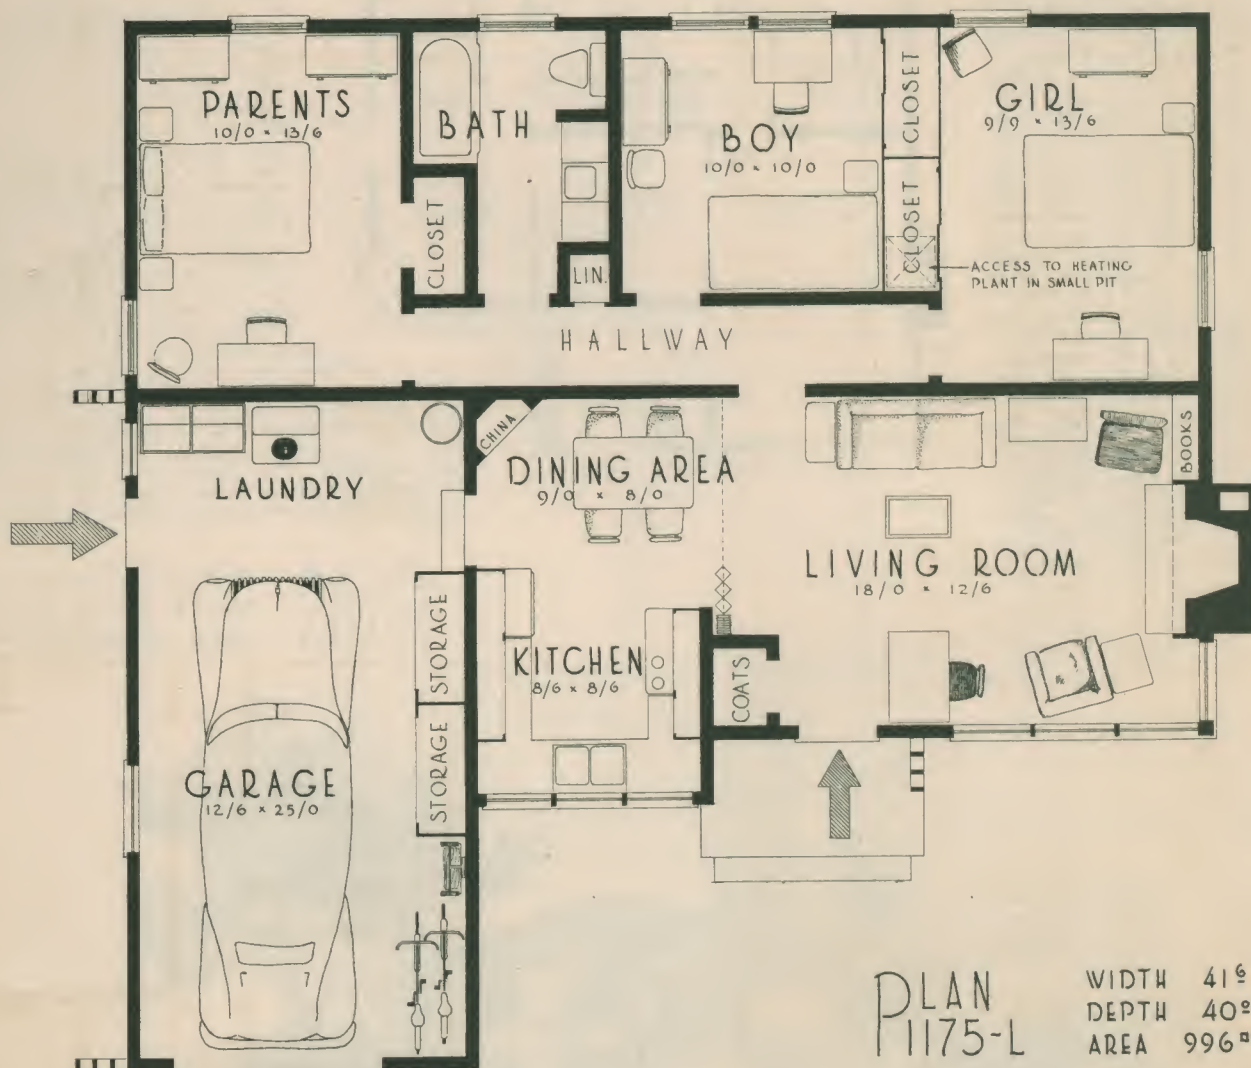 PARENTS
10/0 × 13/6
BATH
CLOSET
LIN.
BOY
10/0 × 10/0
CLOSET
CLOSET
GIRL
9/9 × 13/6
ACCESS TO HEATING
PLANT IN SMALL PIT
HALLWAY
LAUNDRY
CHINA
DINING AREA
9/0 × 8/0
BOOKS
LIVING ROOM
18/0 × 12/6
STORAGE
STORAGE
KITCHEN
8/6 × 8/6
COATS
GARAGE
12/6 × 25/0
PLAN
1175-L
WIDTH 41⁶
DEPTH 40⁰
AREA 996□